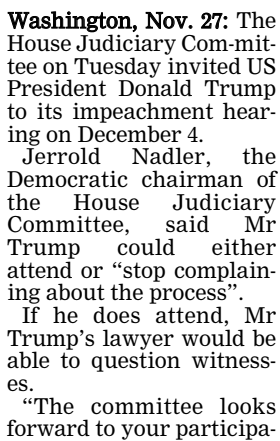 Washington, Nov. 27: The
House Judiciary Com-mit-
tee on Tuesday invited US
President Donald Trump
to its impeachment hear-
ing on December 4.
Jerrold Nadler, the
Democratic chairman of
the House Judiciary
Committee, said Mr
Trump could either
attend or “stop complain-
ing about the process”.
If he does attend, Mr
Trump’s lawyer would be
able to question witness-
es.
“The committee looks
forward to your participa-